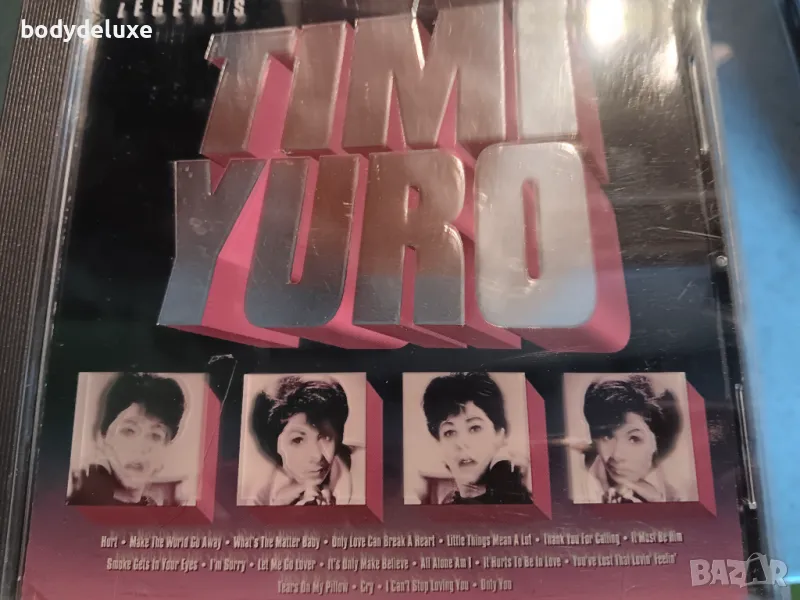 bodydeluxe
LEGENDS
TIMI
YURO
Hurt • Make The World Go Away • What's The Matter Baby • Only Love Can Break A Heart • Little Things Mean A Lot • Thank You For Calling • It Must Be Him
Smoke Gets In Your Eyes • I'm Sorry • Let Me Go Lover • It's Only Make Believe • All Alone Am I • It Hurts To Be In Love • You've Lost That Lovin' Feelin'
Tears On My Pillow • Cry • I Can't Stop Loving You • Only You
BAZAR